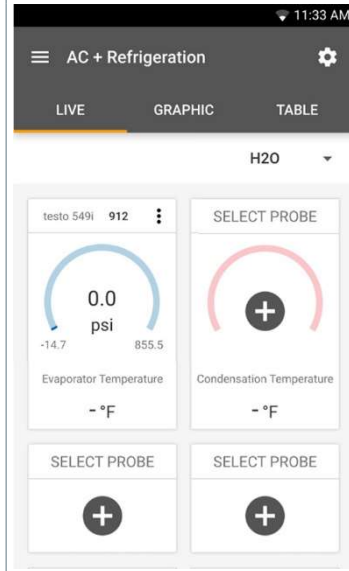 11:33 AM
AC + Refrigeration
LIVE GRAPHIC TABLE
H2O
testo 549i 912
SELECT PROBE
0.0
psi
-14.7 855.5
Evaporator Temperature
Condensation Temperature
- °F
- °F
SELECT PROBE
SELECT PROBE